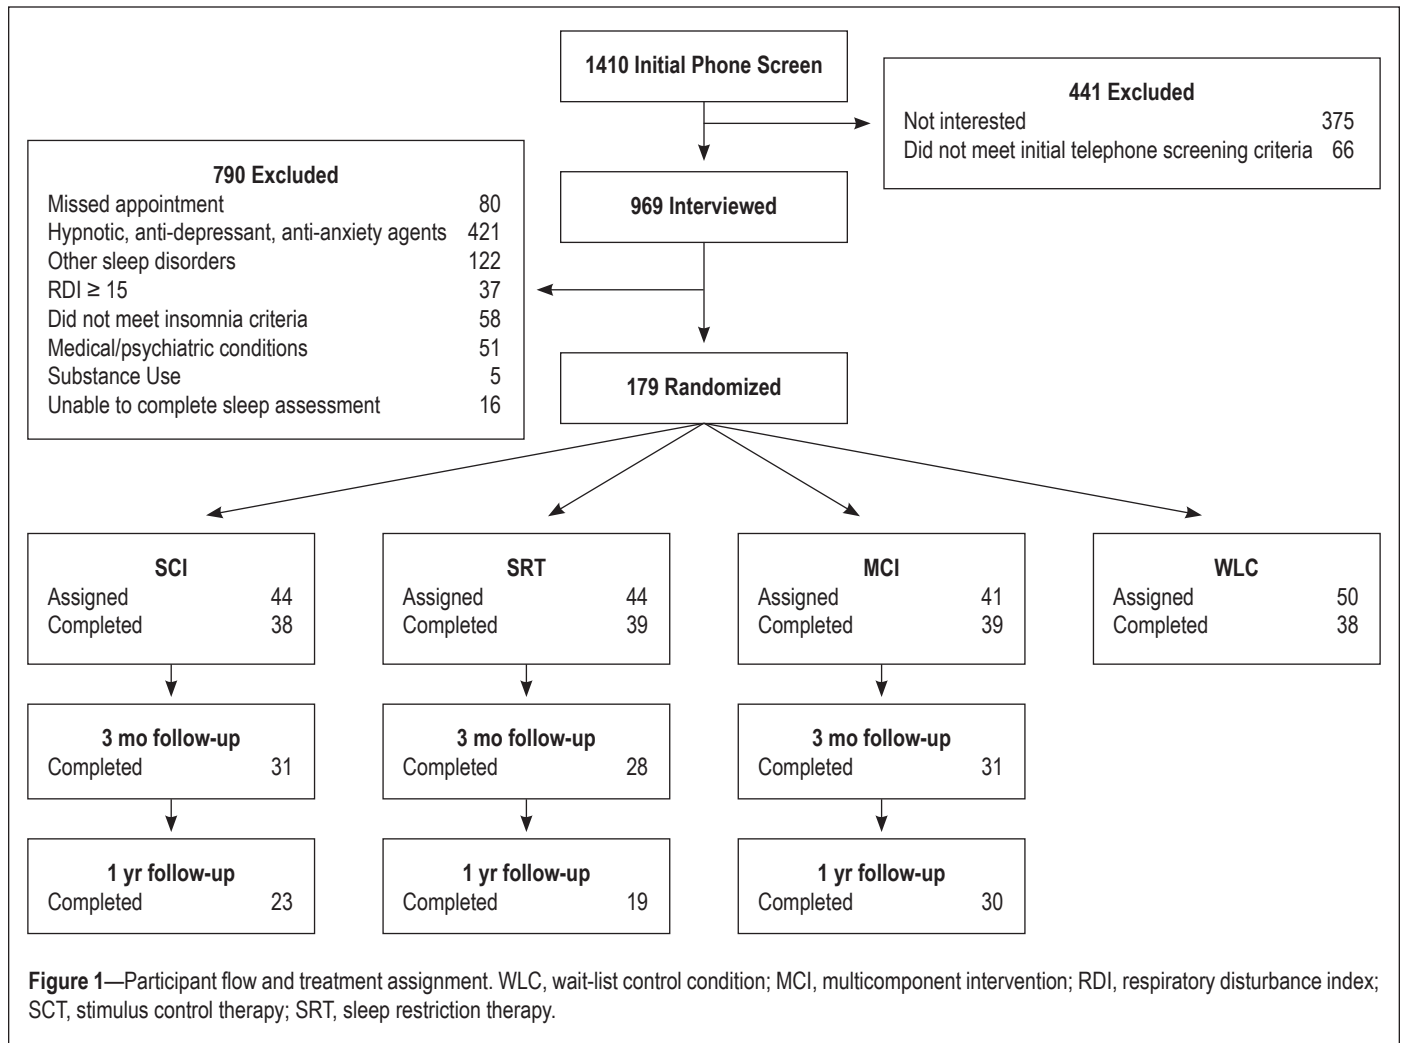 1410 Initial Phone Screen
441 Excluded
Not interested 375
Did not meet initial telephone screening criteria 66
790 Excluded
Missed appointment 80
Hypnotic, anti-depressant, anti-anxiety agents 421
Other sleep disorders 122
RDI ≥ 15 37
Did not meet insomnia criteria 58
Medical/psychiatric conditions 51
Substance Use 5
Unable to complete sleep assessment 16
969 Interviewed
179 Randomized
SCI
Assigned 44
Completed 38
SRT
Assigned 44
Completed 39
MCI
Assigned 41
Completed 39
WLC
Assigned 50
Completed 38
3 mo follow-up
Completed 31
3 mo follow-up
Completed 28
3 mo follow-up
Completed 31
1 yr follow-up
Completed 23
1 yr follow-up
Completed 19
1 yr follow-up
Completed 30
Figure 1—Participant flow and treatment assignment. WLC, wait-list control condition; MCI, multicomponent intervention; RDI, respiratory disturbance index;
SCT, stimulus control therapy; SRT, sleep restriction therapy.